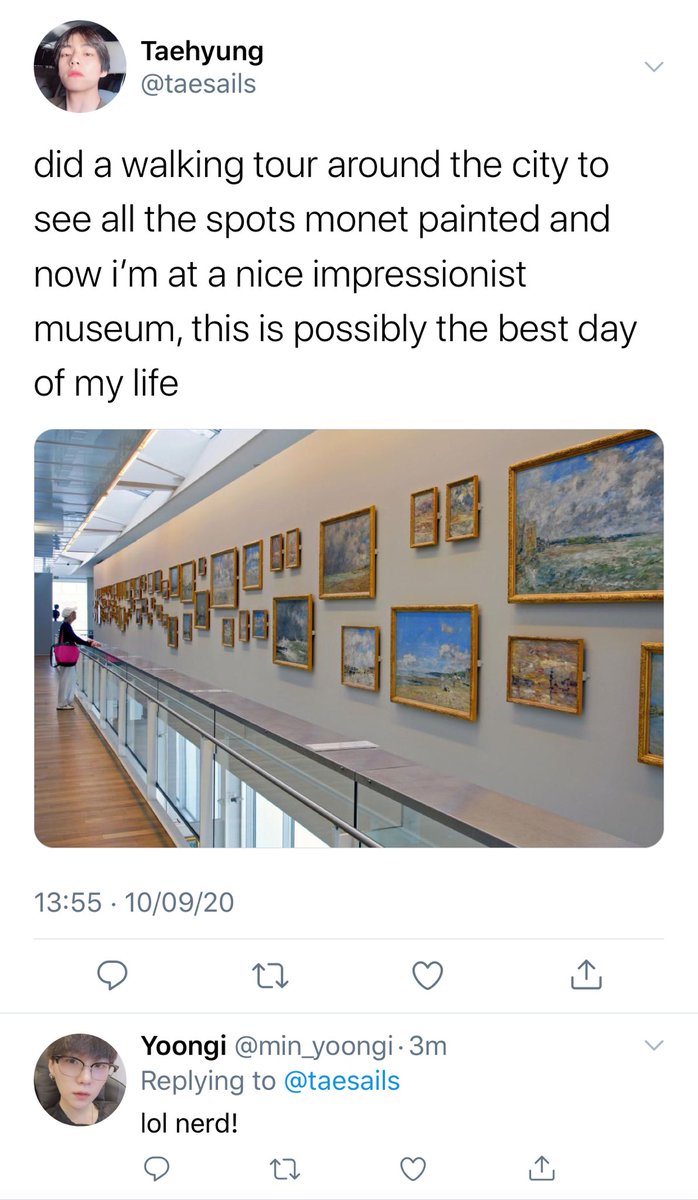 Taehyung
@taesails
did a walking tour around the city to
see all the spots monet painted and
now i’m at a nice impressionist
museum, this is possibly the best day
of my life
13:55 · 10/09/20
Yoongi @min_yoongi · 3m
Replying to @taesails
lol nerd!